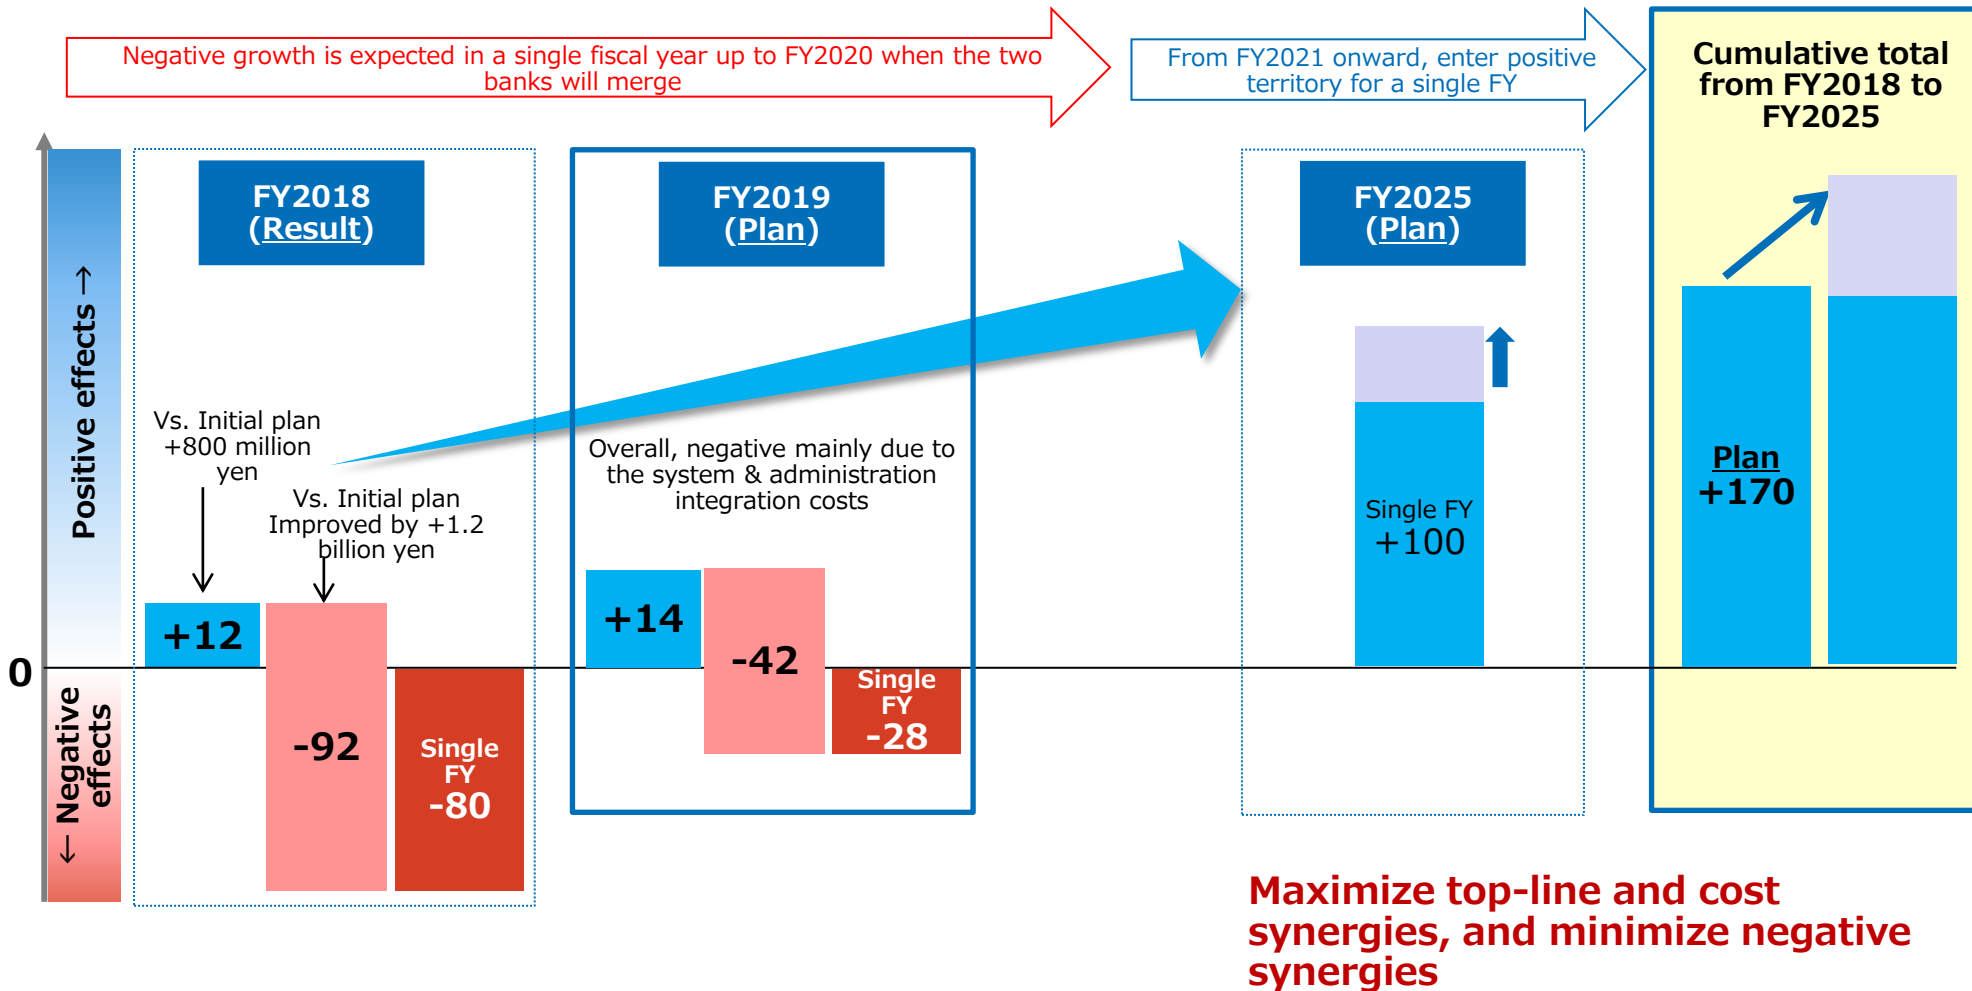 Negative growth is expected in a single fiscal year up to FY2020 when the two
banks will merge
From FY2021 onward, enter positive
territory for a single FY
Cumulative total
from FY2018 to
FY2025
Positive effects →
← Negative
effects
0
FY2018
(Result)
Vs. Initial plan
+800 million
yen
Vs. Initial plan
Improved by +1.2
billion yen
+12
-92
Single
FY
-80
FY2019
(Plan)
Overall, negative mainly due to
the system & administration
integration costs
+14
-42
Single
FY
-28
FY2025
(Plan)
Single FY
+100
Plan
+170
Maximize top-line and cost
synergies, and minimize negative
synergies